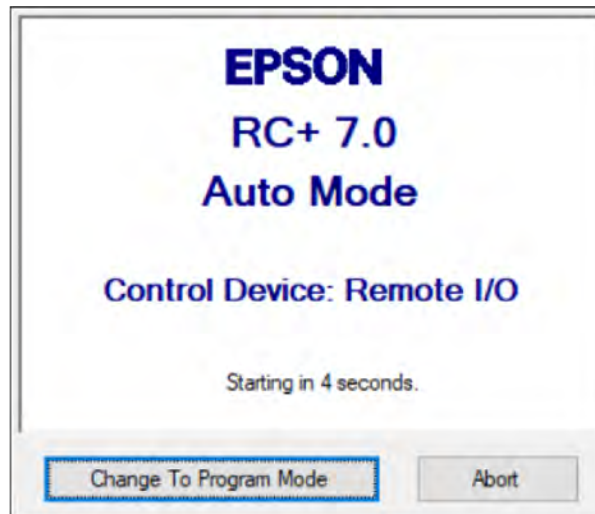 EPSON
RC+ 7.0
Auto Mode
Control Device: Remote I/O
Starting in 4 seconds.
Change To Program Mode
Abort